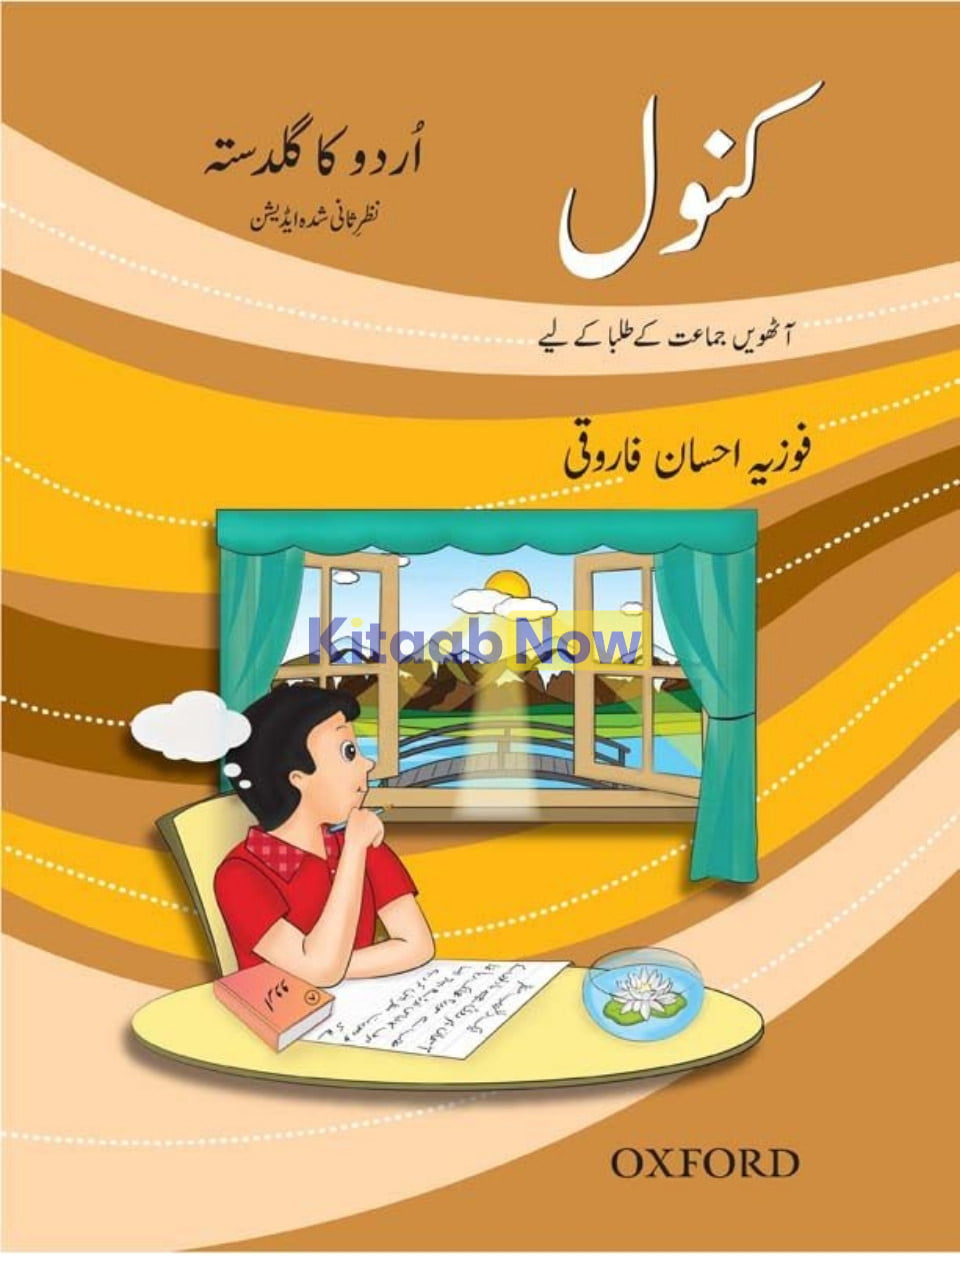 کنول
اُردو کا گلدستہ
نظرِ ثانی شدہ ایڈیشن
آٹھویں جماعت کے طلبا کے لیے
فوزیہ احسان فاروقی
Kitaab Now
اردو
OXFORD